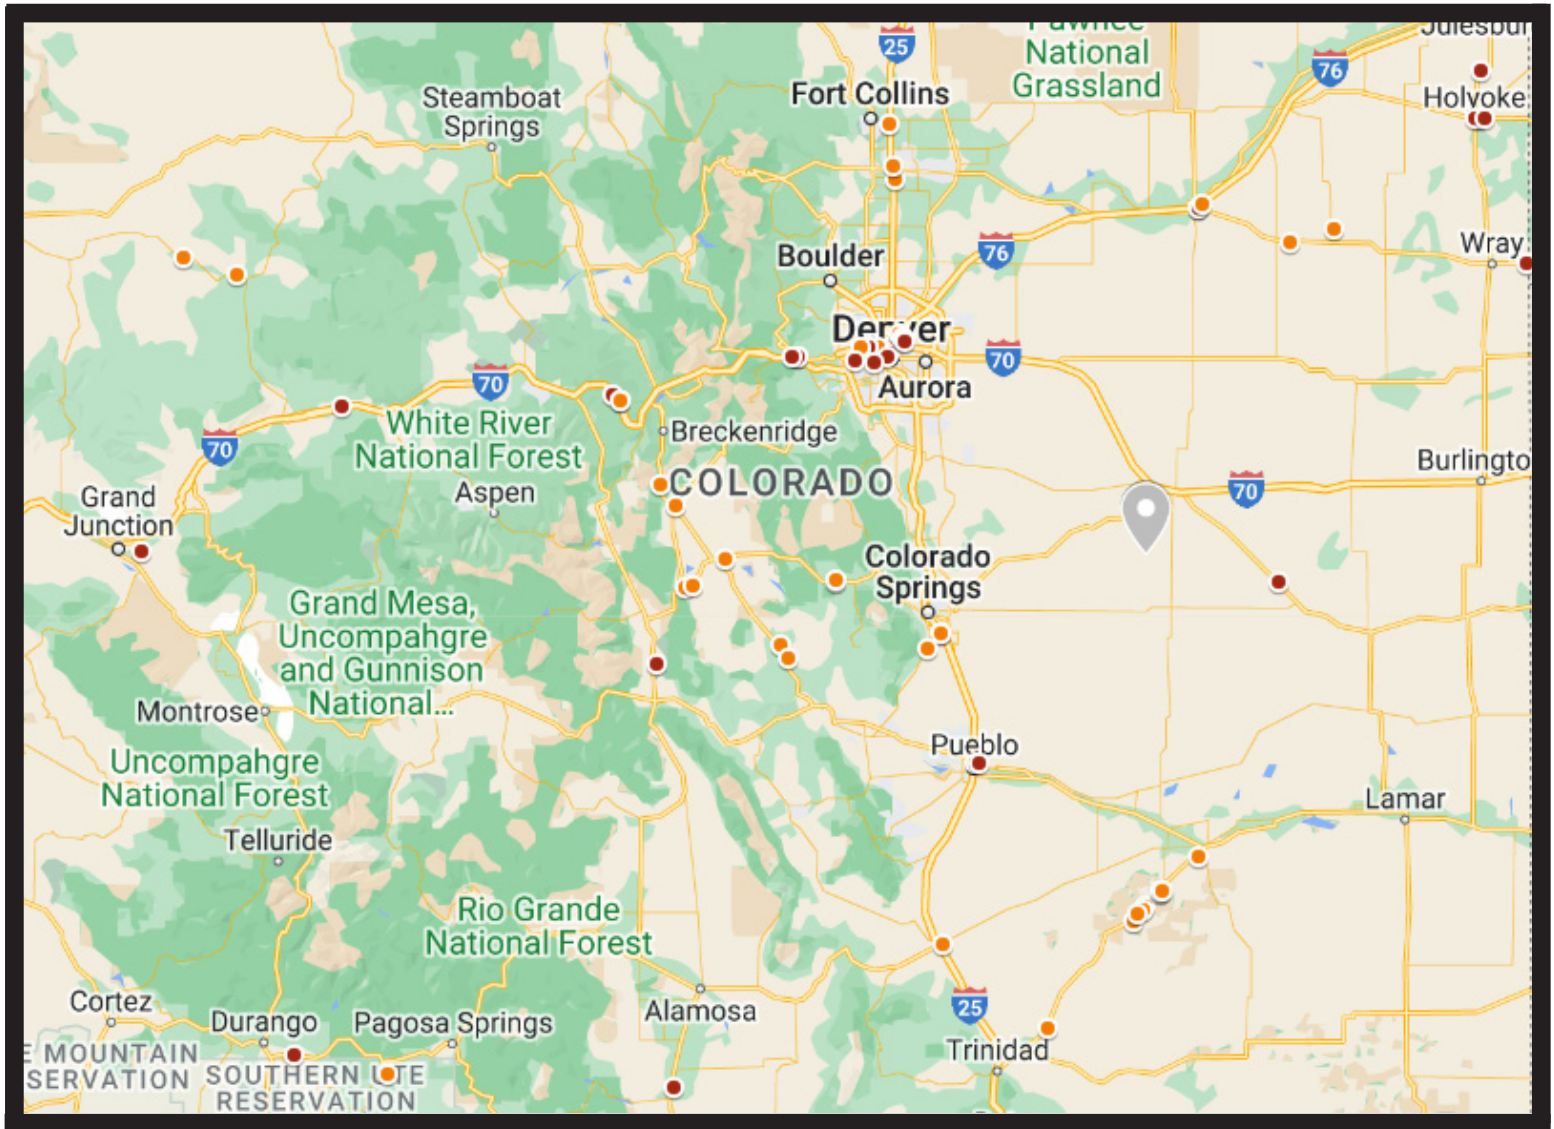 Pawnee
National
Grassland
Julesbur
25
76
Steamboat
Springs
Fort Collins
Holyoke
Boulder
76
Wray
Denver
70
Aurora
70
White River
National Forest
Breckenridge
70
COLORADO
Burlingto
Grand
Junction
Aspen
70
Colorado
Springs
Grand Mesa,
Uncompahgre
and Gunnison
National...
Montrose
Pueblo
Uncompahgre
National Forest
Lamar
Telluride
Rio Grande
National Forest
Cortez
Durango
Pagosa Springs
Alamosa
25
Trinidad
E MOUNTAIN
SERVATION
SOUTHERN UTE
RESERVATION